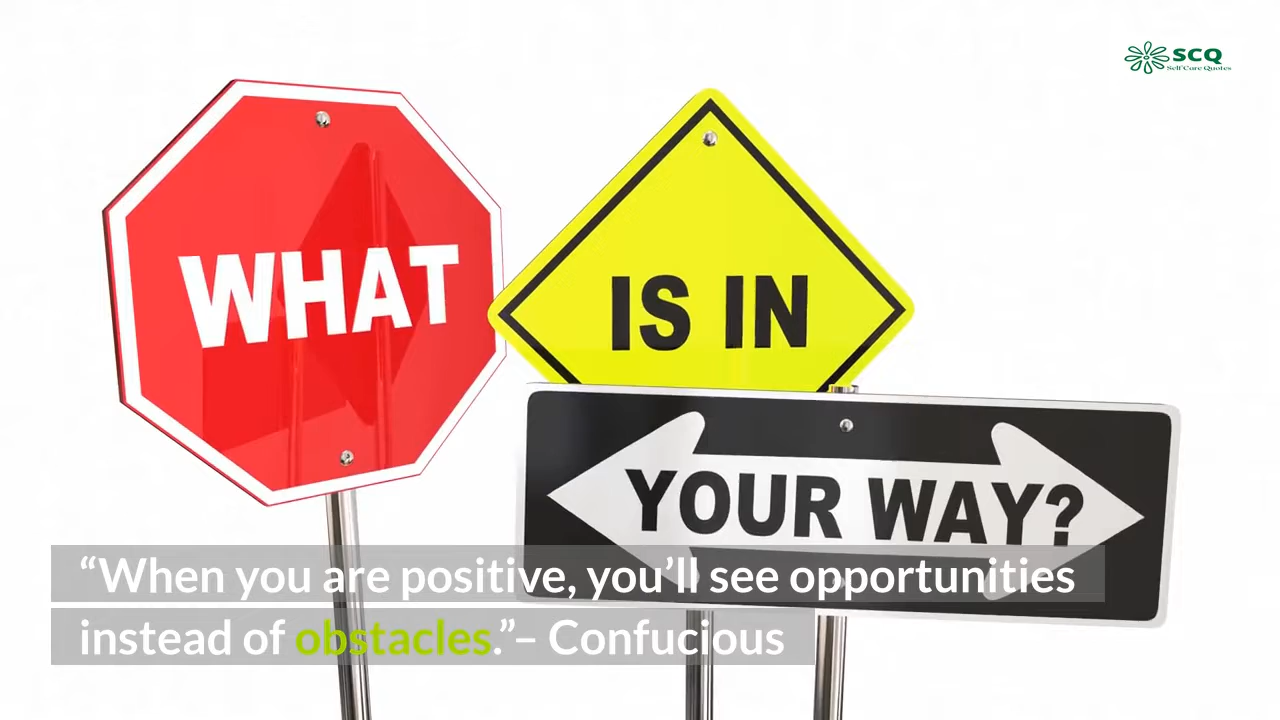 SCQ
Self Care Quotes
WHAT
IS IN
YOUR WAY?
“When you are positive, you’ll see opportunities
instead of obstacles.”– Confucious